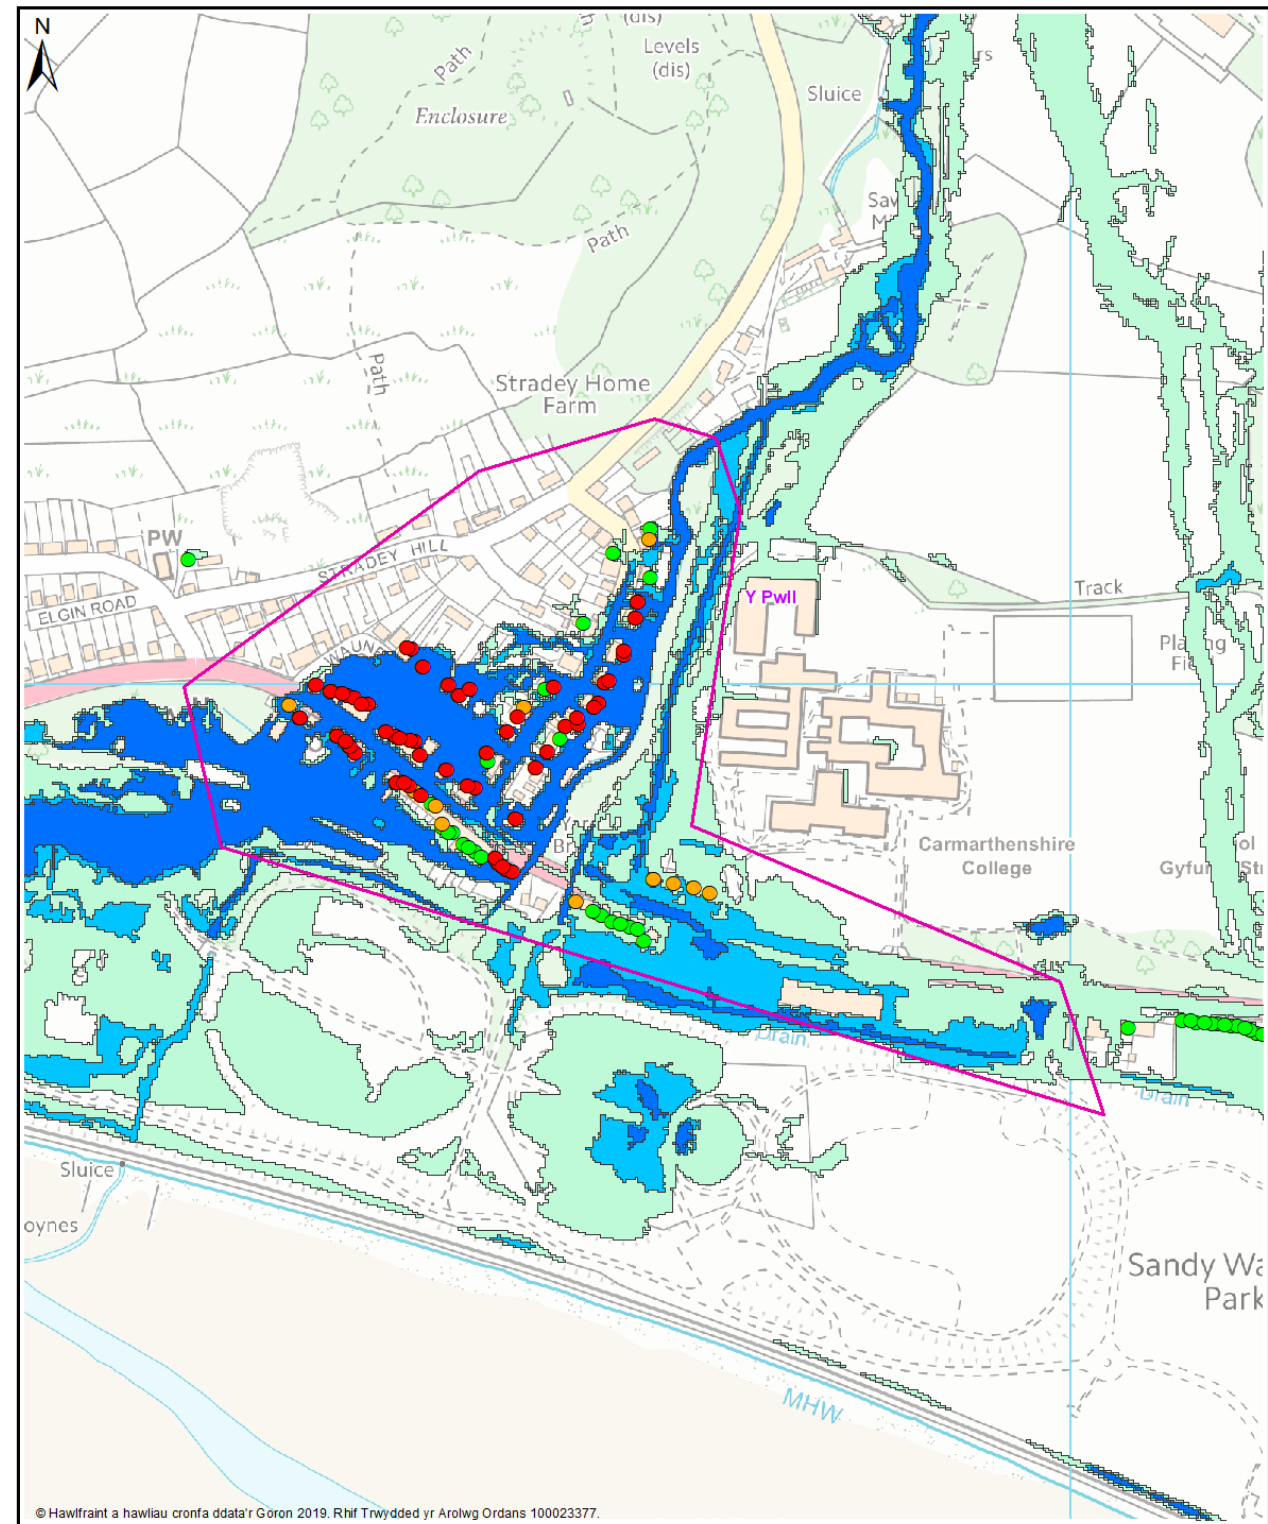 N
(dis)
Levels
(dis)
Path
Enclosure
Sluice
Path
Path
Stradey Home
Farm
PW
STRADEY HILL
ELGIN ROAD
Y Pwll
Track
Carmarthenshire
College
Drain
Drain
Sluice
Sandy
Park
MHW
© Hawlfraint a hawliau cronfa ddata'r Goron 2019. Rhif Trwydded yr Arolwg Ordans 100023377.